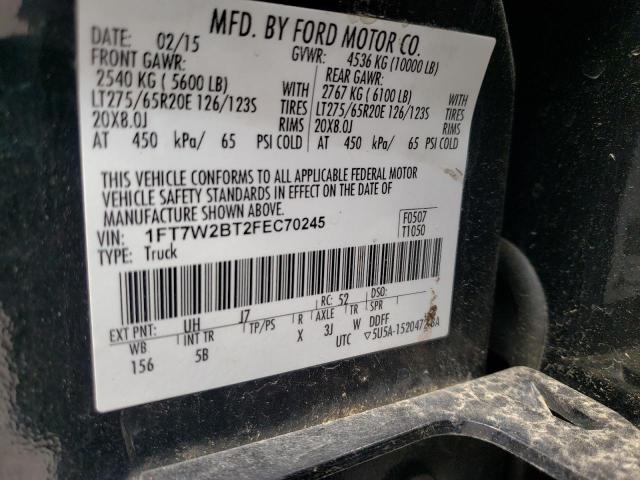 MFD. BY FORD MOTOR CO.
DATE: 02/15 GVWR: 4536 KG (10000 LB)
FRONT GAWR: REAR GAWR:
2540 KG ( 5600 LB) WITH 2767 KG ( 6100 LB) WITH
LT275/65R20E 126/123S TIRES LT275/65R20E 126/123S TIRES
20X8.0J RIMS 20X8.0J RIMS
AT 450 kPa/ 65 PSI COLD AT 450 kPa/ 65 PSI COLD
THIS VEHICLE CONFORMS TO ALL APPLICABLE FEDERAL MOTOR
VEHICLE SAFETY STANDARDS IN EFFECT ON THE DATE OF
MANUFACTURE SHOWN ABOVE.
VIN: 1FT7W2BT2FEC70245 F0507
TYPE: Truck T1050
EXT PNT: UH J7 RC: 52 DSO:
WB INT TR TP/PS R AXLE TR SPR
156 5B X 3J W DDFF
UTC ▽5U5A-1520472-BA